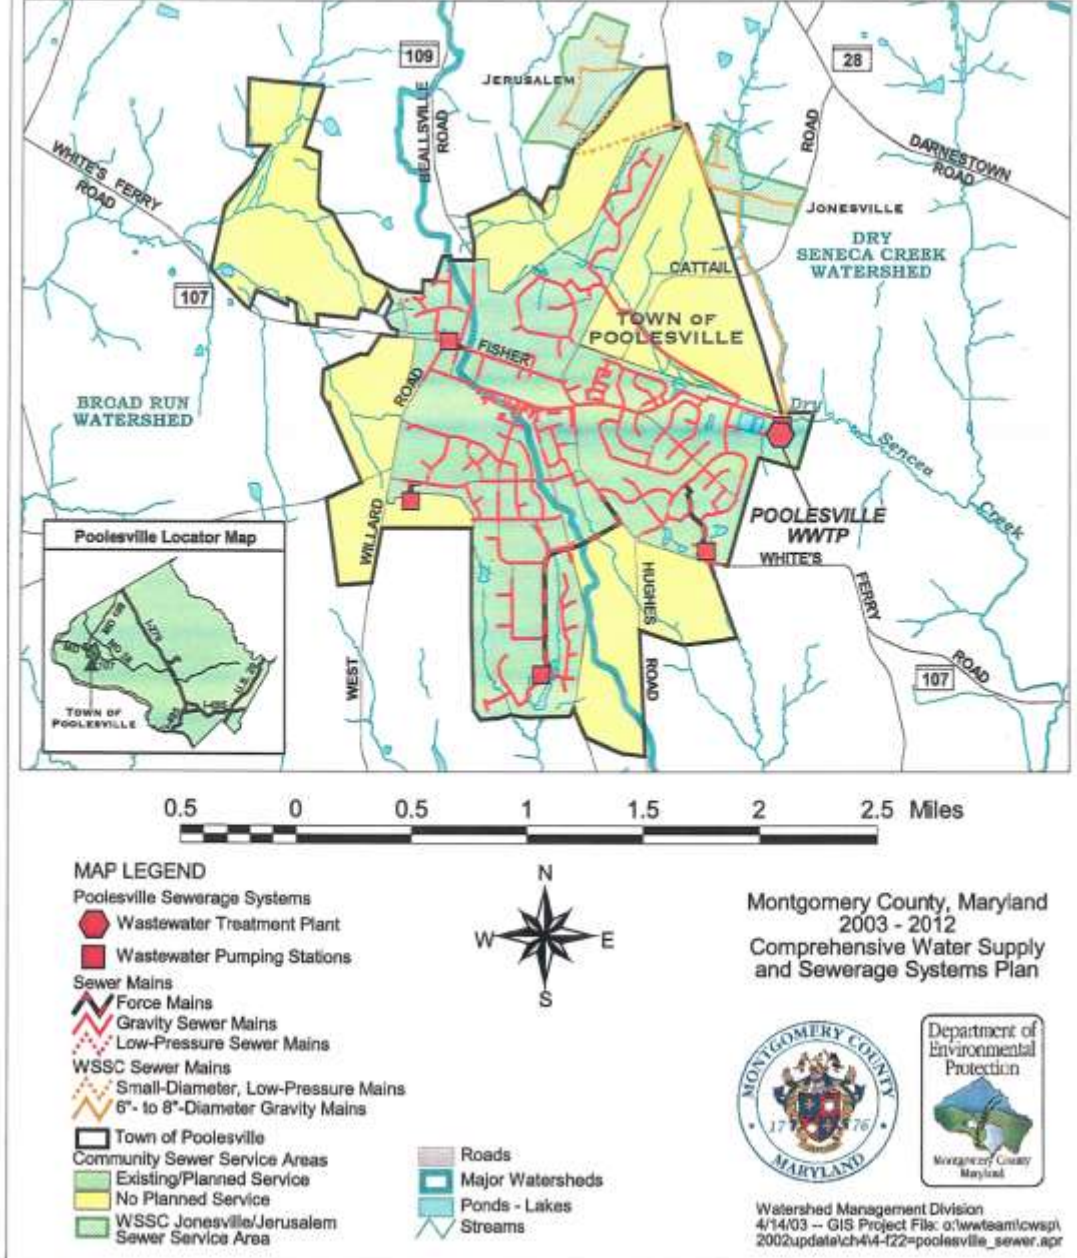 109
28
JERUSALEM
BEALLSVILLE
ROAD
ROAD
DARNESTOWN
ROAD
WHITE'S FERRY
ROAD
JONESVILLE
DRY
SENECA CREEK
WATERSHED
CATTAIL
107
TOWN OF
POOLESVILLE
FISHER
ROAD
BROAD RUN
WATERSHED
Dry
Seneca
Creek
POOLESVILLE
WWTP
WILLARD
WHITE'S
FERRY
ROAD
HUGHES
ROAD
WEST
107
Poolesville Locator Map
MD 109
I-270
MD 28
TOWN OF
POOLESVILLE
I-495
0.5 0 0.5 1 1.5 2 2.5 Miles
MAP LEGEND
Poolesville Sewerage Systems
Wastewater Treatment Plant
Wastewater Pumping Stations
Sewer Mains
Force Mains
Gravity Sewer Mains
Low-Pressure Sewer Mains
WSSC Sewer Mains
Small-Diameter, Low-Pressure Mains
6"- to 8"-Diameter Gravity Mains
Town of Poolesville
Community Sewer Service Areas
Existing/Planned Service
No Planned Service
WSSC Jonesville/Jerusalem
Sewer Service Area
Roads
Major Watersheds
Ponds - Lakes
Streams
N
W E
S
Montgomery County, Maryland
2003 - 2012
Comprehensive Water Supply
and Sewerage Systems Plan
MONTGOMERY COUNTY
17 76
MARYLAND
Department of
Environmental
Protection
Montgomery County
Maryland
Watershed Management Division
4/14/03 -- GIS Project File: o:\wwteam\cwsp\
2002update\ch4\4-f22=poolesville_sewer.apr